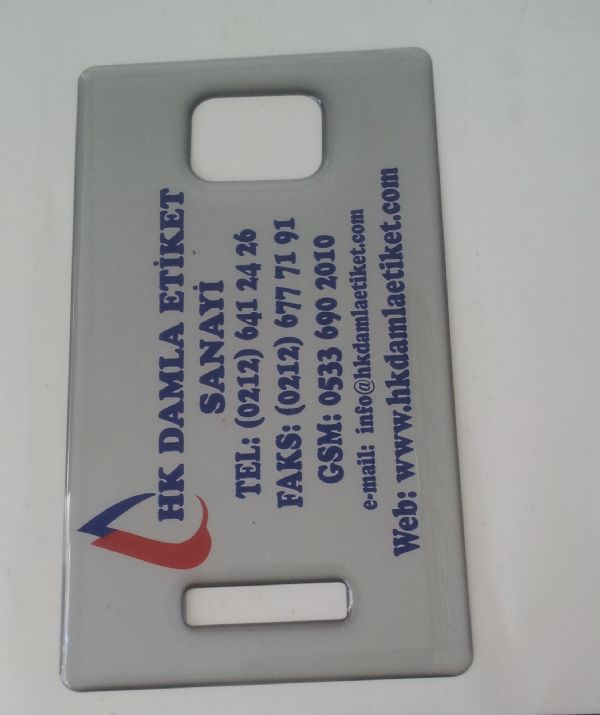 HK DAMLA ETİKET
SANAYİ
TEL: (0212) 641 24 26
FAKS: (0212) 677 71 91
GSM: 0533 690 2010
e-mail: info@hkdamlaetiket.com
Web: www.hkdamlaetiket.com